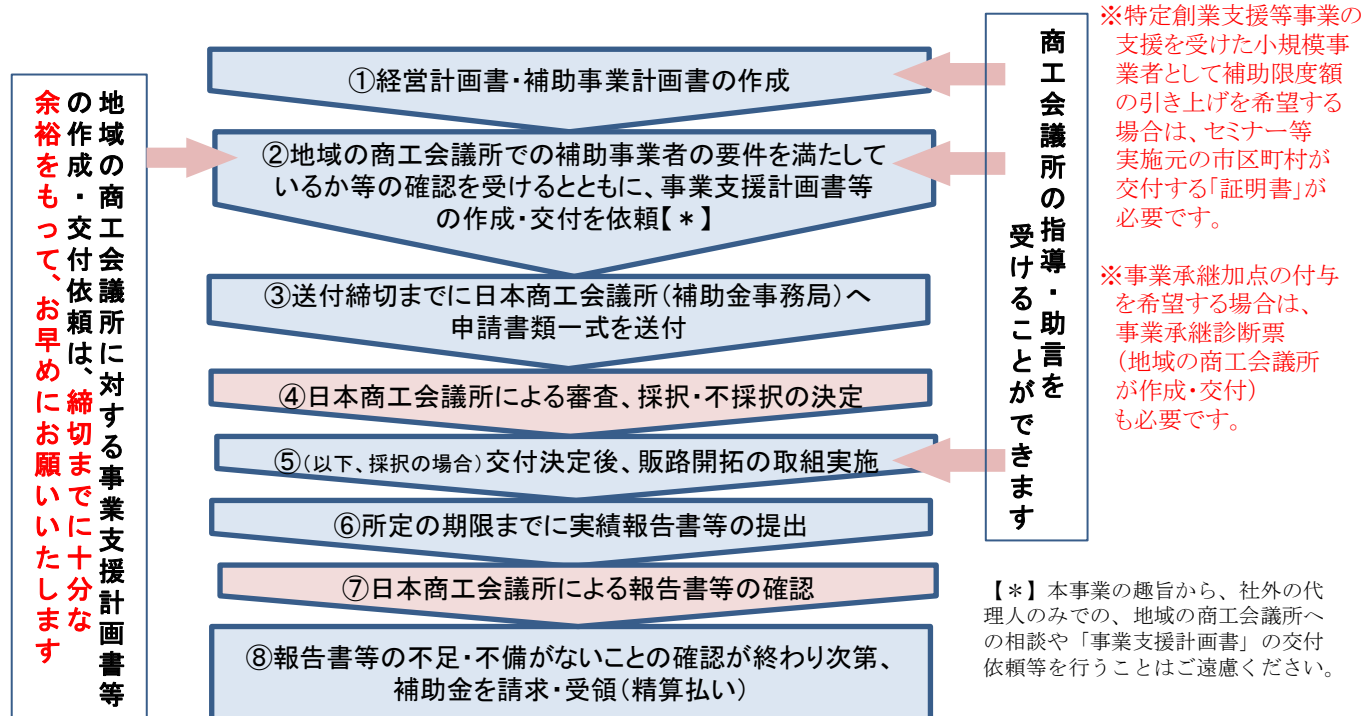 地域の商工会議所に対する事業支援計画書等
の作成・交付依頼は、締切までに十分な
余裕をもって、お早めにお願いいたします
①経営計画書・補助事業計画書の作成
②地域の商工会議所での補助事業者の要件を満たして
いるか等の確認を受けるとともに、事業支援計画書等
の作成・交付を依頼【＊】
③送付締切までに日本商工会議所（補助金事務局）へ
申請書類一式を送付
④日本商工会議所による審査、採択・不採択の決定
⑤（以下、採択の場合）交付決定後、販路開拓の取組実施
⑥所定の期限までに実績報告書等の提出
⑦日本商工会議所による報告書等の確認
⑧報告書等の不足・不備がないことの確認が終わり次第、
補助金を請求・受領（精算払い）
商工会議所の指導・助言を
受けることができます
※特定創業支援等事業の
支援を受けた小規模事
業者として補助限度額
の引き上げを希望する
場合は、セミナー等
実施元の市区町村が
交付する「証明書」が
必要です。
※事業承継加点の付与
を希望する場合は、
事業承継診断票
（地域の商工会議所
が作成・交付）
も必要です。
【＊】本事業の趣旨から、社外の代
理人のみでの、地域の商工会議所へ
の相談や「事業支援計画書」の交付
依頼等を行うことはご遠慮ください。